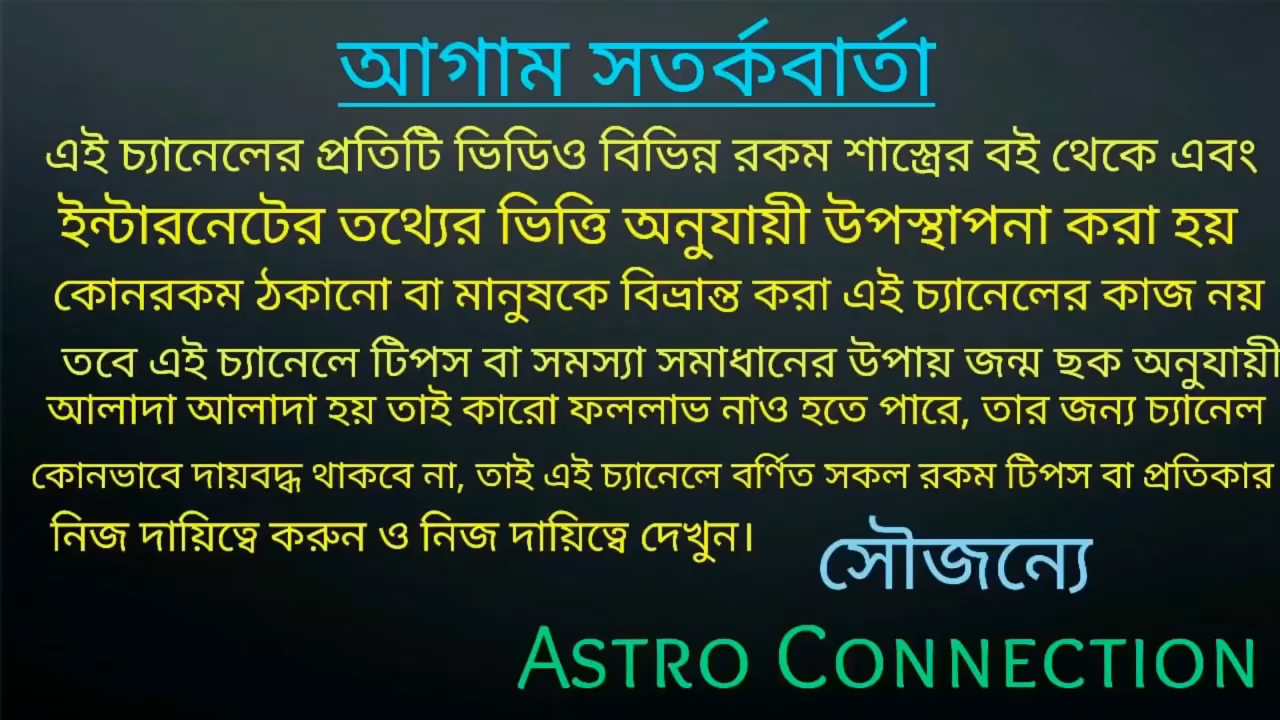 আগাম সতর্কবার্তা
এই চ্যানেলের প্রতিটি ভিডিও বিভিন্ন রকম শাস্ত্রের বই থেকে এবং
ইন্টারনেটের তথ্যের ভিত্তি অনুযায়ী উপস্থাপনা করা হয়
কোনরকম ঠকানো বা মানুষকে বিভ্রান্ত করা এই চ্যানেলের কাজ নয়
তবে এই চ্যানেলে টিপস বা সমস্যা সমাধানের উপায় জন্ম ছক অনুযায়ী
আলাদা আলাদা হয় তাই কারো ফললাভ নাও হতে পারে, তার জন্য চ্যানেল
কোনভাবে দায়বদ্ধ থাকবে না, তাই এই চ্যানেলে বর্ণিত সকল রকম টিপস বা প্রতিকার
নিজ দায়িত্বে করুন ও নিজ দায়িত্বে দেখুন।
সৌজন্যে
ASTRO CONNECTION